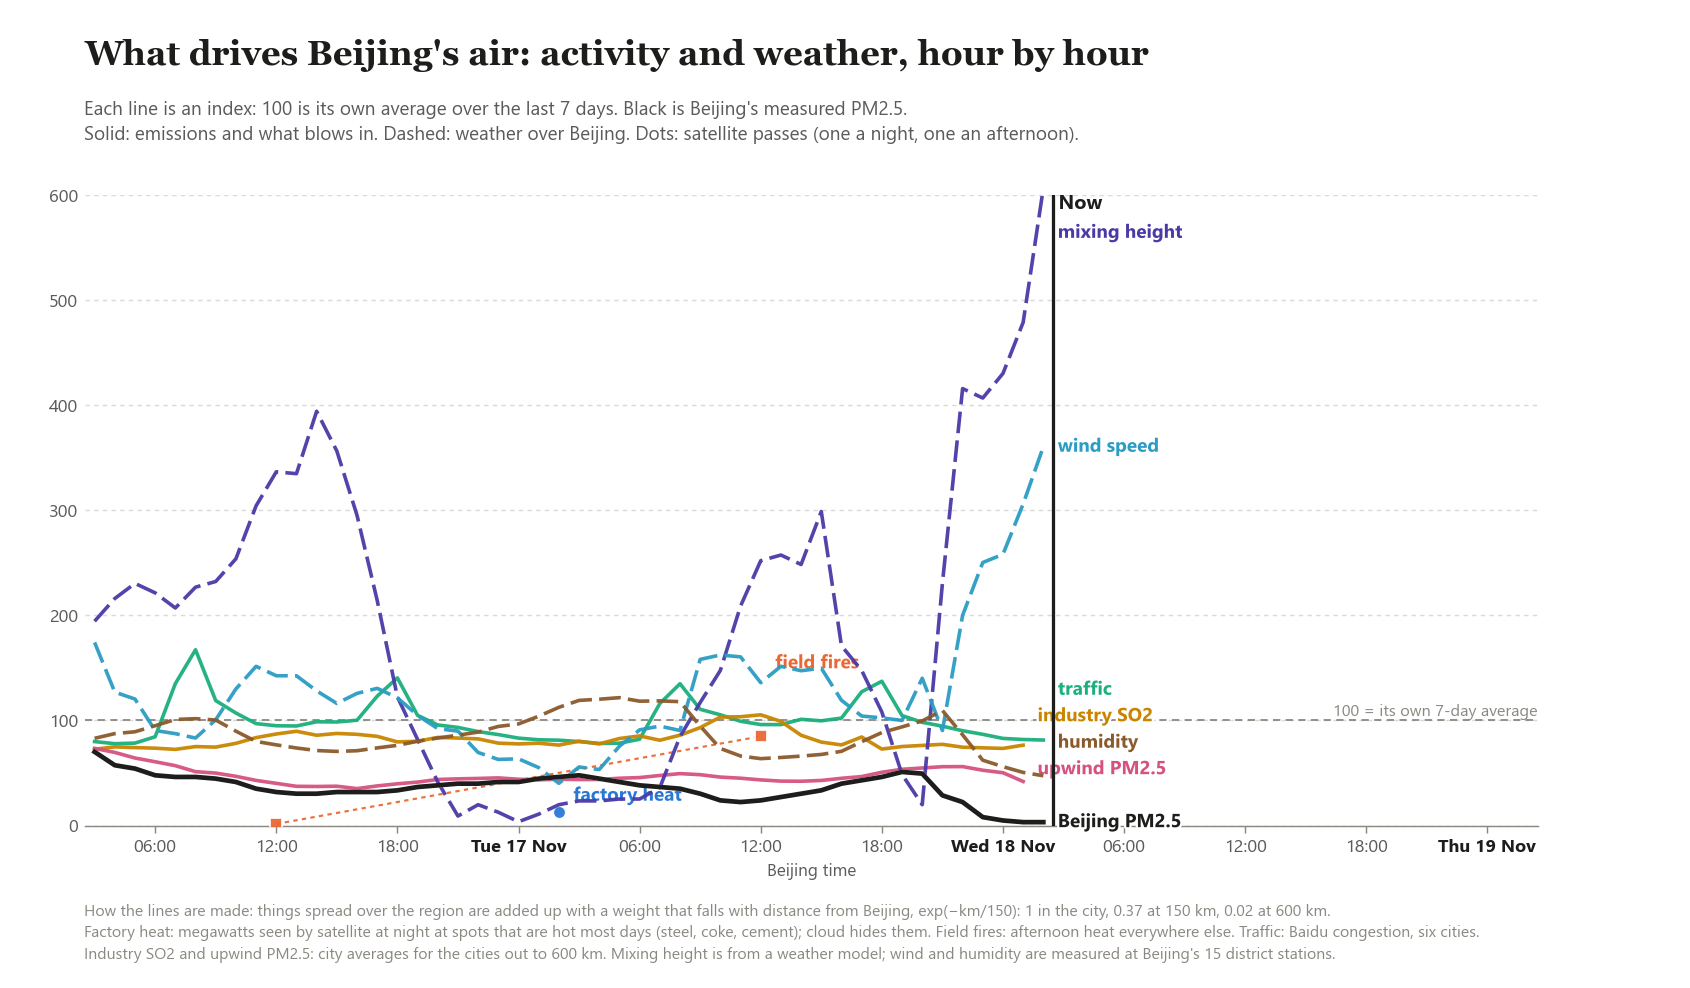 What drives Beijing's air: activity and weather, hour by hour
Each line is an index: 100 is its own average over the last 7 days. Black is Beijing's measured PM2.5.
Solid: emissions and what blows in. Dashed: weather over Beijing. Dots: satellite passes (one a night, one an afternoon).
600
Now
mixing height
500
400
wind speed
300
200
field fires
traffic
100 = its own 7-day average
industry SO2
100
humidity
upwind PM2.5
factory heat
Beijing PM2.5
0
06:00 12:00 18:00 Tue 17 Nov 06:00 12:00 18:00 Wed 18 Nov 06:00 12:00 18:00 Thu 19 Nov
Beijing time
How the lines are made: things spread over the region are added up with a weight that falls with distance from Beijing, exp(−km/150): 1 in the city, 0.37 at 150 km, 0.02 at 600 km.
Factory heat: megawatts seen by satellite at night at spots that are hot most days (steel, coke, cement); cloud hides them. Field fires: afternoon heat everywhere else. Traffic: Baidu congestion, six cities.
Industry SO2 and upwind PM2.5: city averages for the cities out to 600 km. Mixing height is from a weather model; wind and humidity are measured at Beijing's 15 district stations.